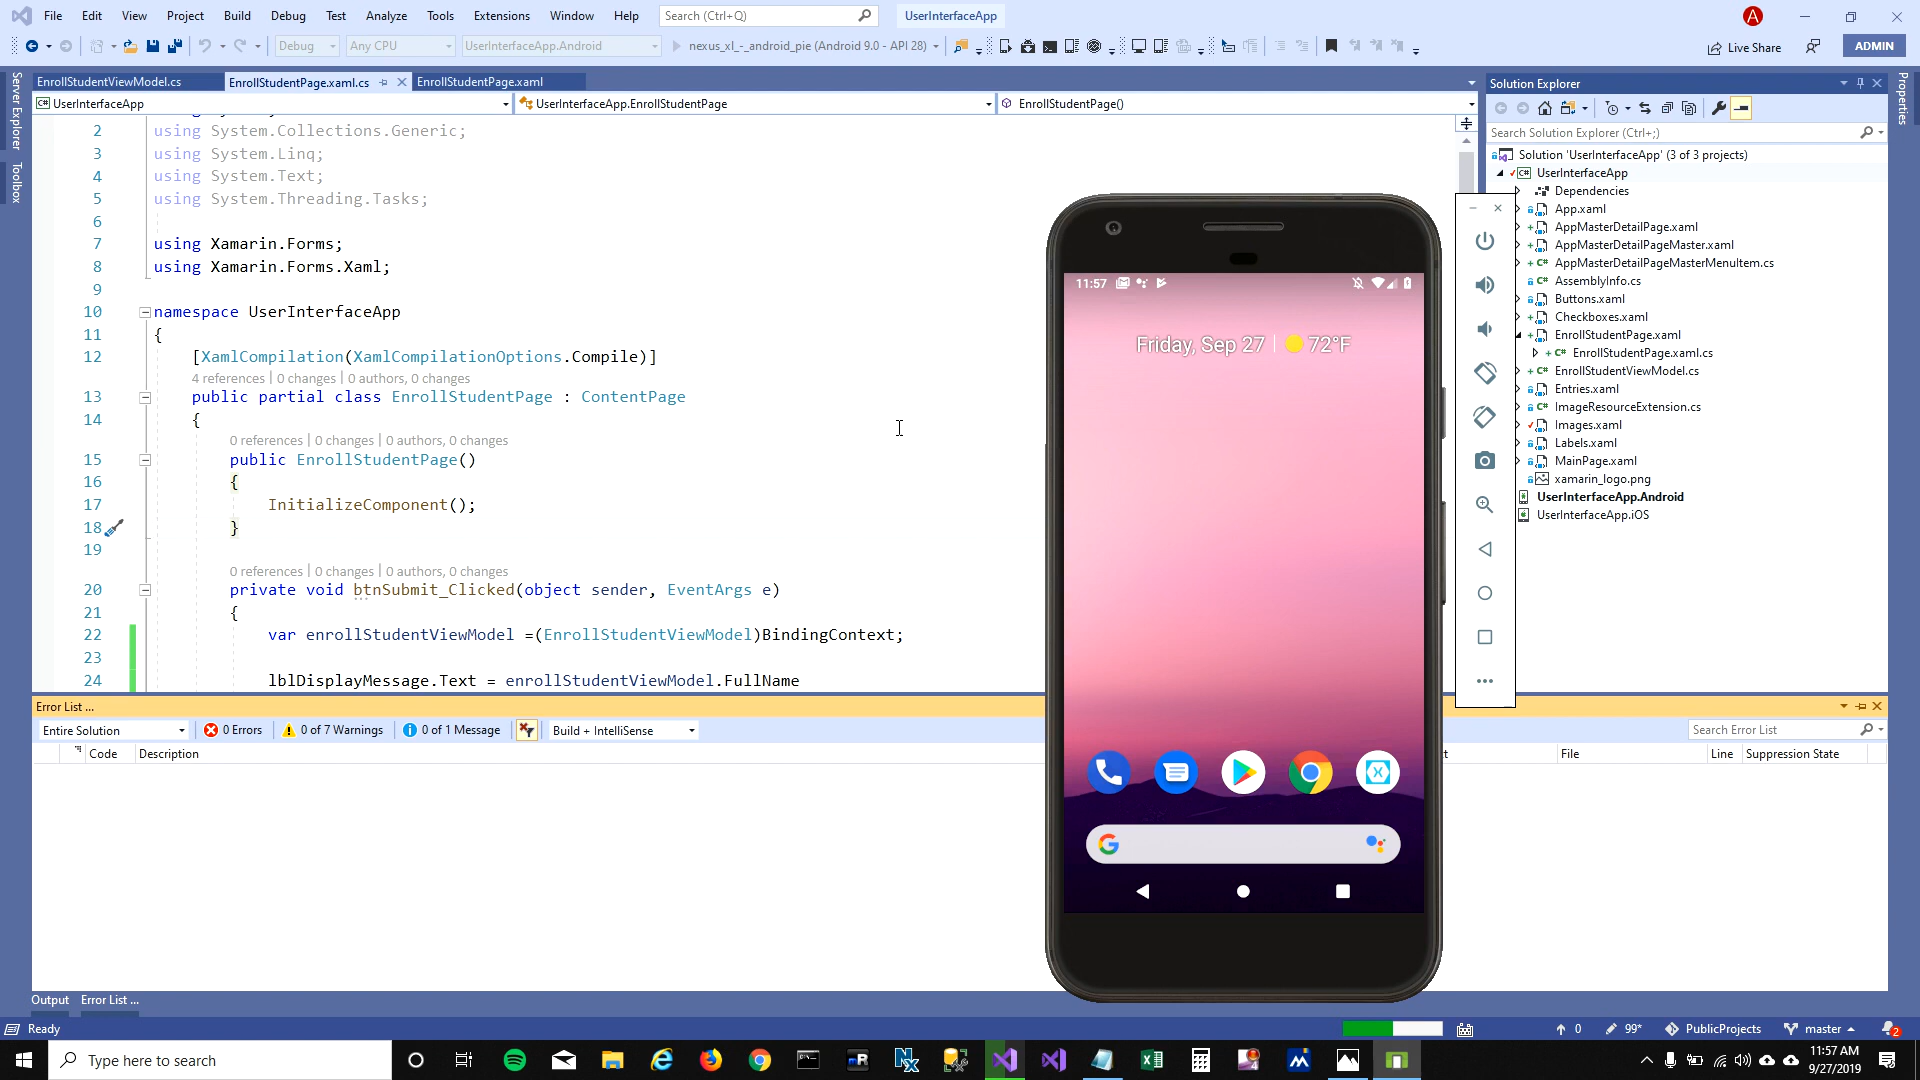 File Edit View Project Build Debug Test Analyze Tools Extensions Window Help Search (Ctrl+Q) UserInterfaceApp A
Debug Any CPU UserInterfaceApp.Android nexus_xl_-_android_pie (Android 9.0 - API 28) Live Share ADMIN
Server Explorer
Toolbox
Properties
EnrollStudentViewModel.cs EnrollStudentPage.xaml.cs EnrollStudentPage.xaml
UserInterfaceApp UserInterfaceApp.EnrollStudentPage EnrollStudentPage()
2 using System.Collections.Generic;
3 using System.Linq;
4 using System.Text;
5 using System.Threading.Tasks;
6
7 using Xamarin.Forms;
8 using Xamarin.Forms.Xaml;
9
10 namespace UserInterfaceApp
11 {
12 [XamlCompilation(XamlCompilationOptions.Compile)]
4 references | 0 changes | 0 authors, 0 changes
13 public partial class EnrollStudentPage : ContentPage
14 {
0 references | 0 changes | 0 authors, 0 changes
15 public EnrollStudentPage()
16 {
17 InitializeComponent();
18 }
19
0 references | 0 changes | 0 authors, 0 changes
20 private void btnSubmit_Clicked(object sender, EventArgs e)
21 {
22 var enrollStudentViewModel =(EnrollStudentViewModel)BindingContext;
23
24 lblDisplayMessage.Text = enrollStudentViewModel.FullName
11:57
Friday, Sep 27 | 72°F
Solution Explorer
Search Solution Explorer (Ctrl+;)
Solution 'UserInterfaceApp' (3 of 3 projects)
UserInterfaceApp
Dependencies
App.xaml
AppMasterDetailPage.xaml
AppMasterDetailPageMaster.xaml
AppMasterDetailPageMasterMenuItem.cs
AssemblyInfo.cs
Buttons.xaml
Checkboxes.xaml
EnrollStudentPage.xaml
EnrollStudentPage.xaml.cs
EnrollStudentViewModel.cs
Entries.xaml
ImageResourceExtension.cs
Images.xaml
Labels.xaml
MainPage.xaml
xamarin_logo.png
UserInterfaceApp.Android
UserInterfaceApp.iOS
Error List ...
Entire Solution 0 Errors 0 of 7 Warnings 0 of 1 Message Build + IntelliSense Search Error List
Code Description File Line Suppression State
Output Error List ...
Ready 0 99* PublicProjects master 2
Type here to search
11:57 AM
9/27/2019